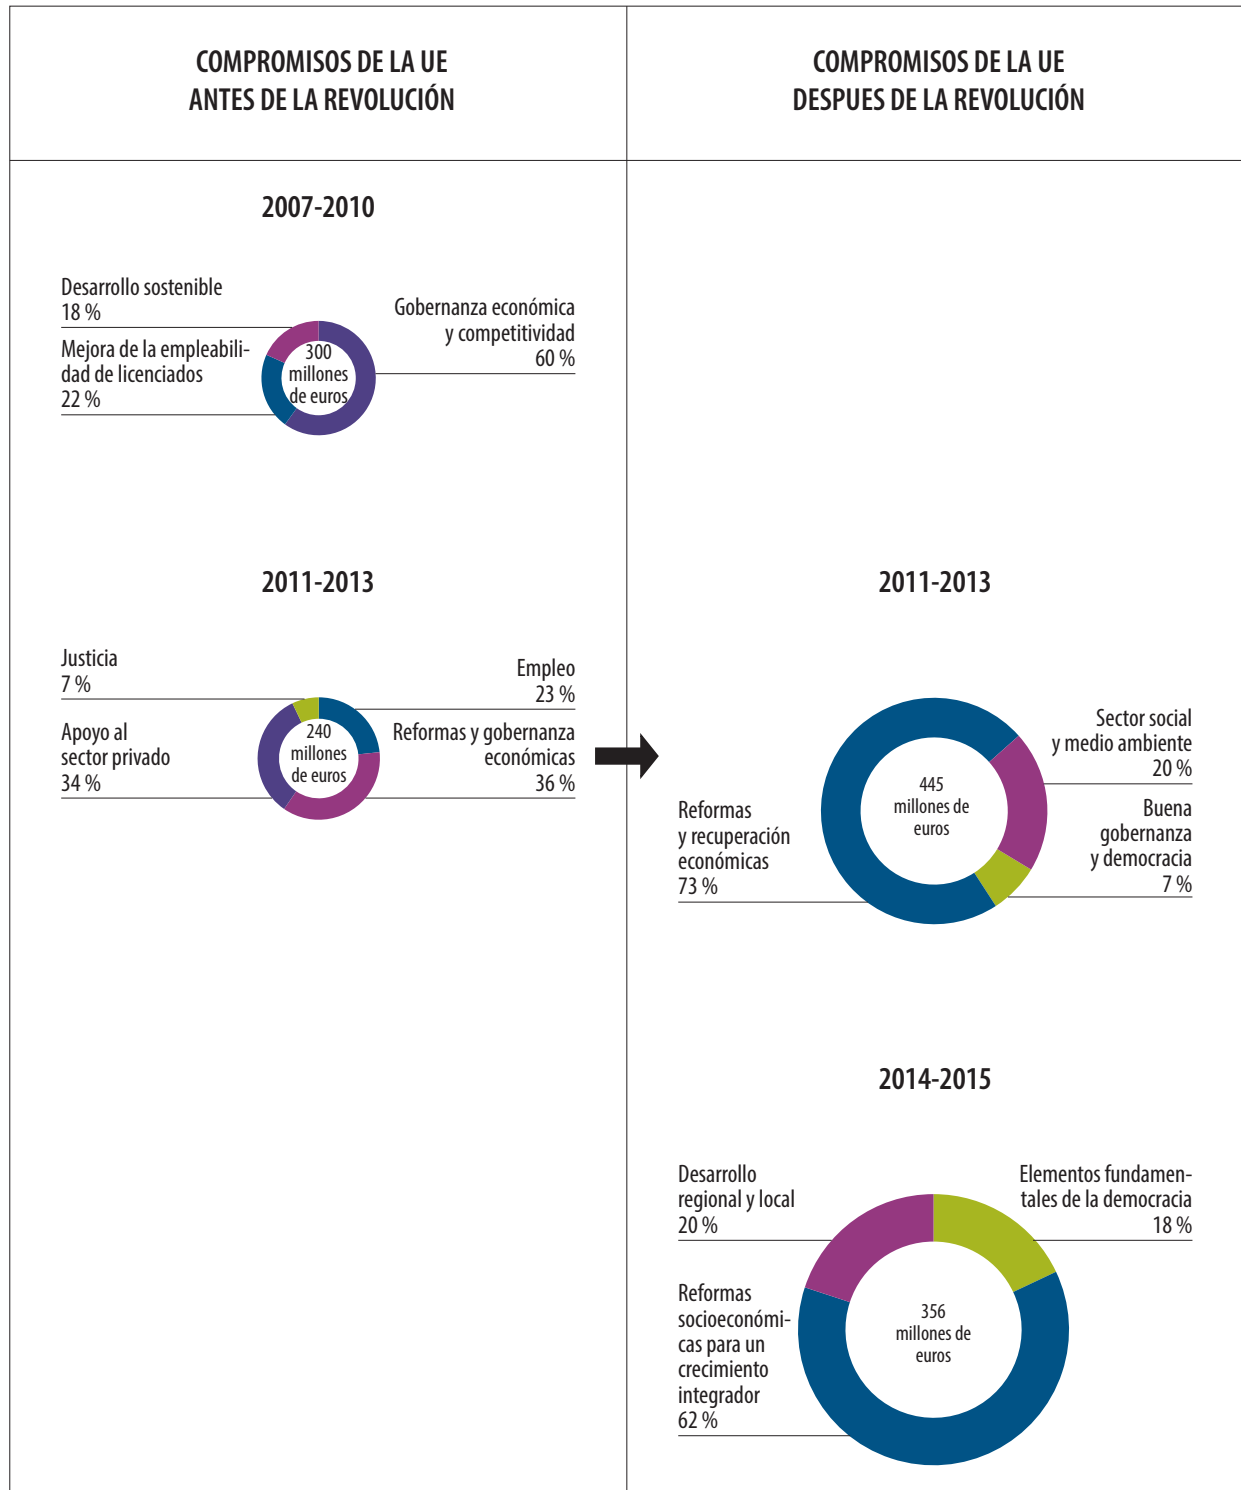 COMPROMISOS DE LA UE
ANTES DE LA REVOLUCIÓN
COMPROMISOS DE LA UE
DESPUES DE LA REVOLUCIÓN
2007-2010
Desarrollo sostenible
18 %
Mejora de la empleabili-
dad de licenciados
22 %
300
millones
de euros
Gobernanza económica
y competitividad
60 %
2011-2013
Justicia
7 %
Apoyo al
sector privado
34 %
240
millones
de euros
Empleo
23 %
Reformas y gobernanza
económicas
36 %
2011-2013
Reformas
y recuperación
económicas
73 %
445
millones de
euros
Sector social
y medio ambiente
20 %
Buena
gobernanza
y democracia
7 %
2014-2015
Desarrollo
regional y local
20 %
Reformas
socioeconómi-
cas para un
crecimiento
integrador
62 %
356
millones de
euros
Elementos fundamen-
tales de la democracia
18 %